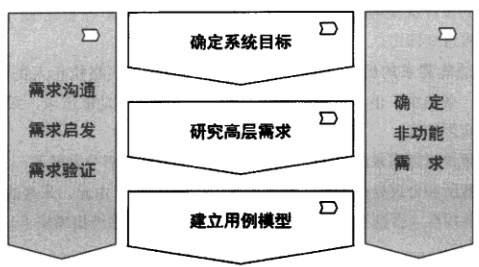 需求沟通
需求启发
需求验证
确定系统目标
研究高层需求
建立用例模型
确 定
非功能
需 求